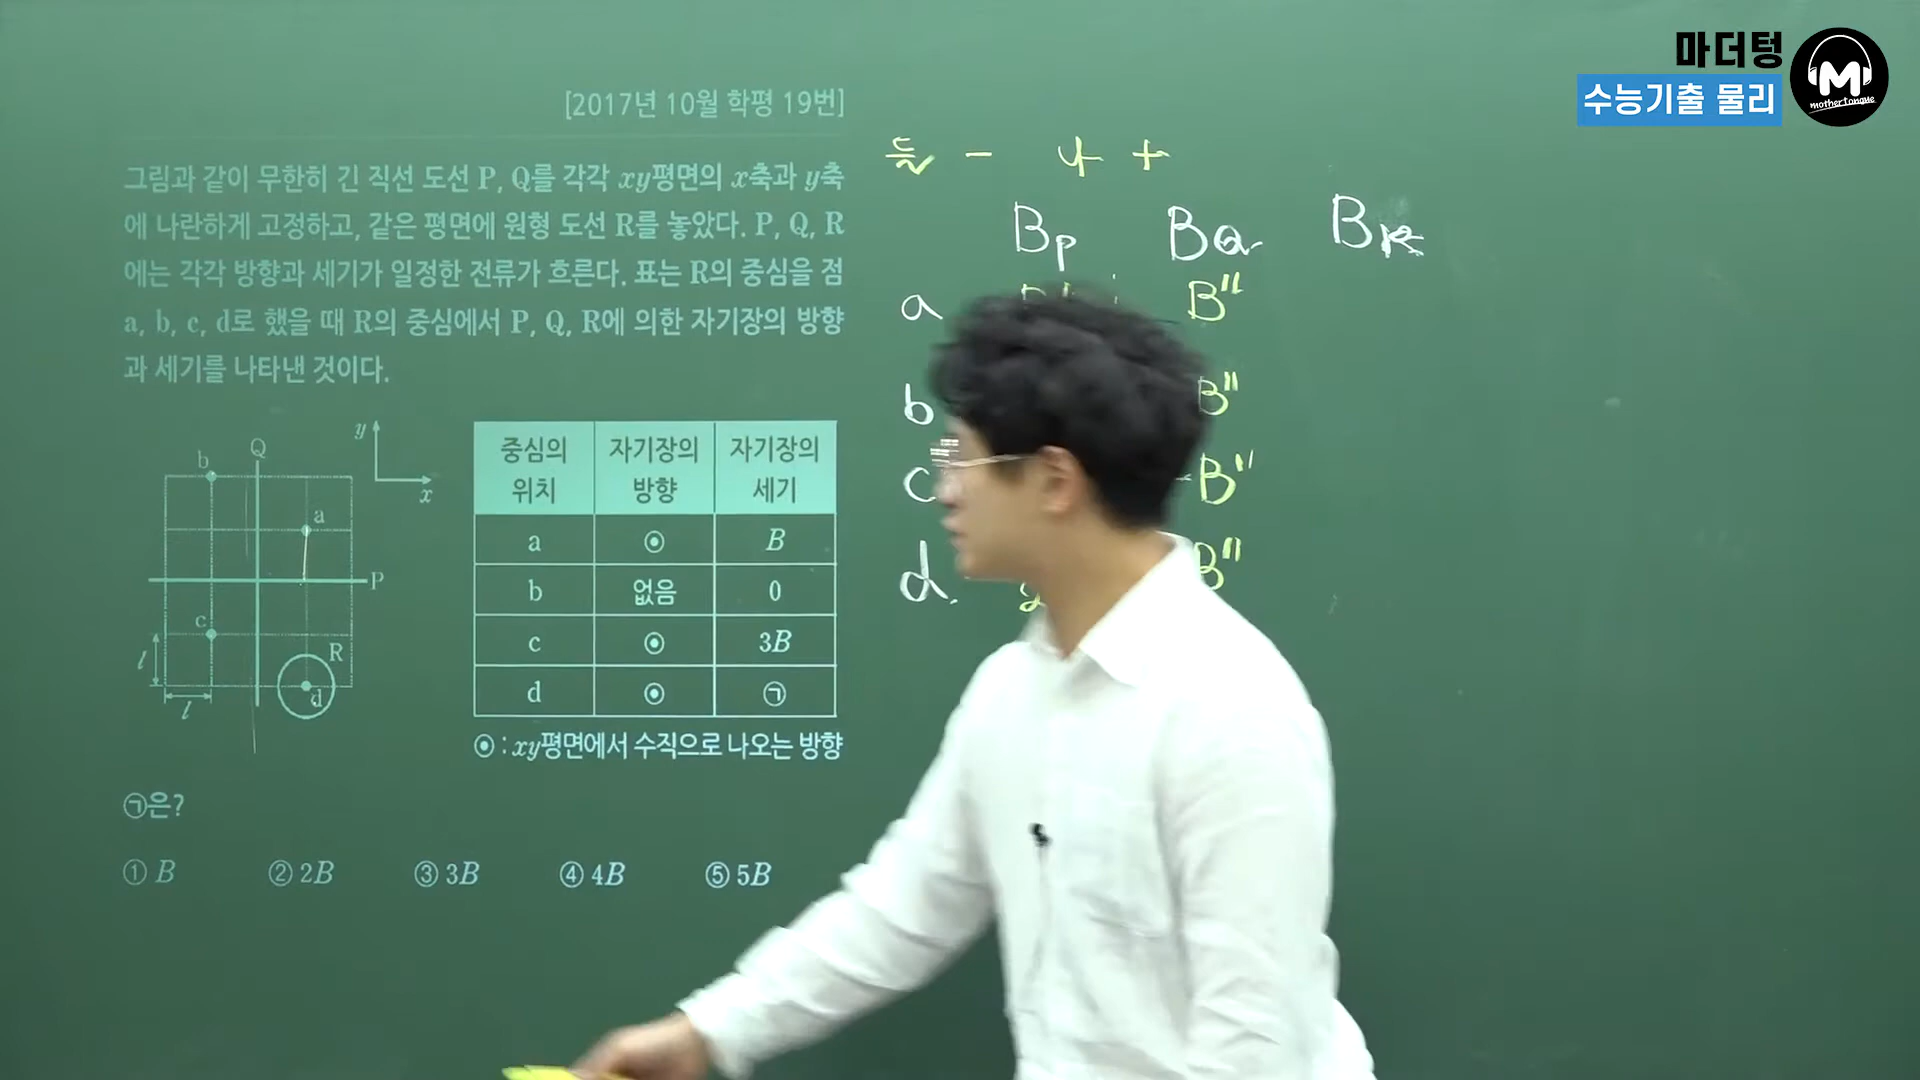 마더텅
수능기출 물리
M
mothertongue
[2017년 10월 학평 19번]
그림과 같이 무한히 긴 직선 도선 P, Q를 각각 xy평면의 x축과 y축
에 나란하게 고정하고, 같은 평면에 원형 도선 R를 놓았다. P, Q, R
에는 각각 방향과 세기가 일정한 전류가 흐른다. 표는 R의 중심을 점
a, b, c, d로 했을 때 R의 중심에서 P, Q, R에 의한 자기장의 방향
과 세기를 나타낸 것이다.
y
x
Q
b
a
P
c
R
d
l
l
중심의 위치 자기장의 방향 자기장의 세기
a ⊙ B
b 없음 0
c ⊙ 3B
d ⊙ ㉠
⊙ : xy평면에서 수직으로 나오는 방향
㉠은?
① B ② 2B ③ 3B ④ 4B ⑤ 5B
들 - 나 +
Bp BQ BR
a B"
b B"
c -B"
d B"